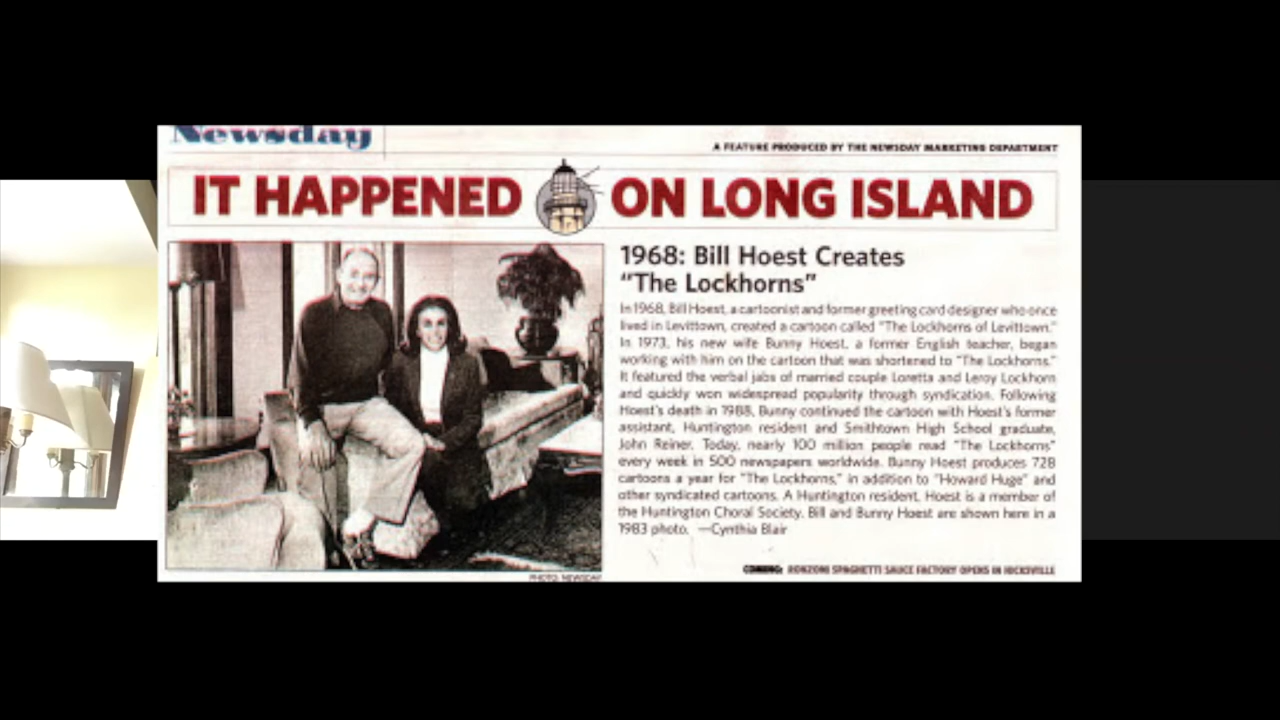 Newsday
A FEATURE PRODUCED BY THE NEWSDAY MARKETING DEPARTMENT
IT HAPPENED ON LONG ISLAND
1968: Bill Hoest Creates
“The Lockhorns”
In 1968, Bill Hoest, a cartoonist and former greeting card designer who once
lived in Levittown, created a cartoon called “The Lockhorns of Levittown.”
In 1973, his new wife Bunny Hoest, a former English teacher, began
working with him on the cartoon that was shortened to “The Lockhorns.”
It featured the verbal jabs of married couple Loretta and Leroy Lockhorn
and quickly won widespread popularity through syndication. Following
Hoest’s death in 1988, Bunny continued the cartoon with Hoest’s former
assistant, Huntington resident and Smithtown High School graduate,
John Reiner. Today, nearly 100 million people read “The Lockhorns”
every week in 500 newspapers worldwide. Bunny Hoest produces 728
cartoons a year for “The Lockhorns,” in addition to “Howard Huge” and
other syndicated cartoons. A Huntington resident, Hoest is a member of
the Huntington Choral Society. Bill and Bunny Hoest are shown here in a
1983 photo. —Cynthia Blair
PHOTO: NEWSDAY
COMING: RONZONI SPAGHETTI SAUCE FACTORY OPENS IN HICKSVILLE